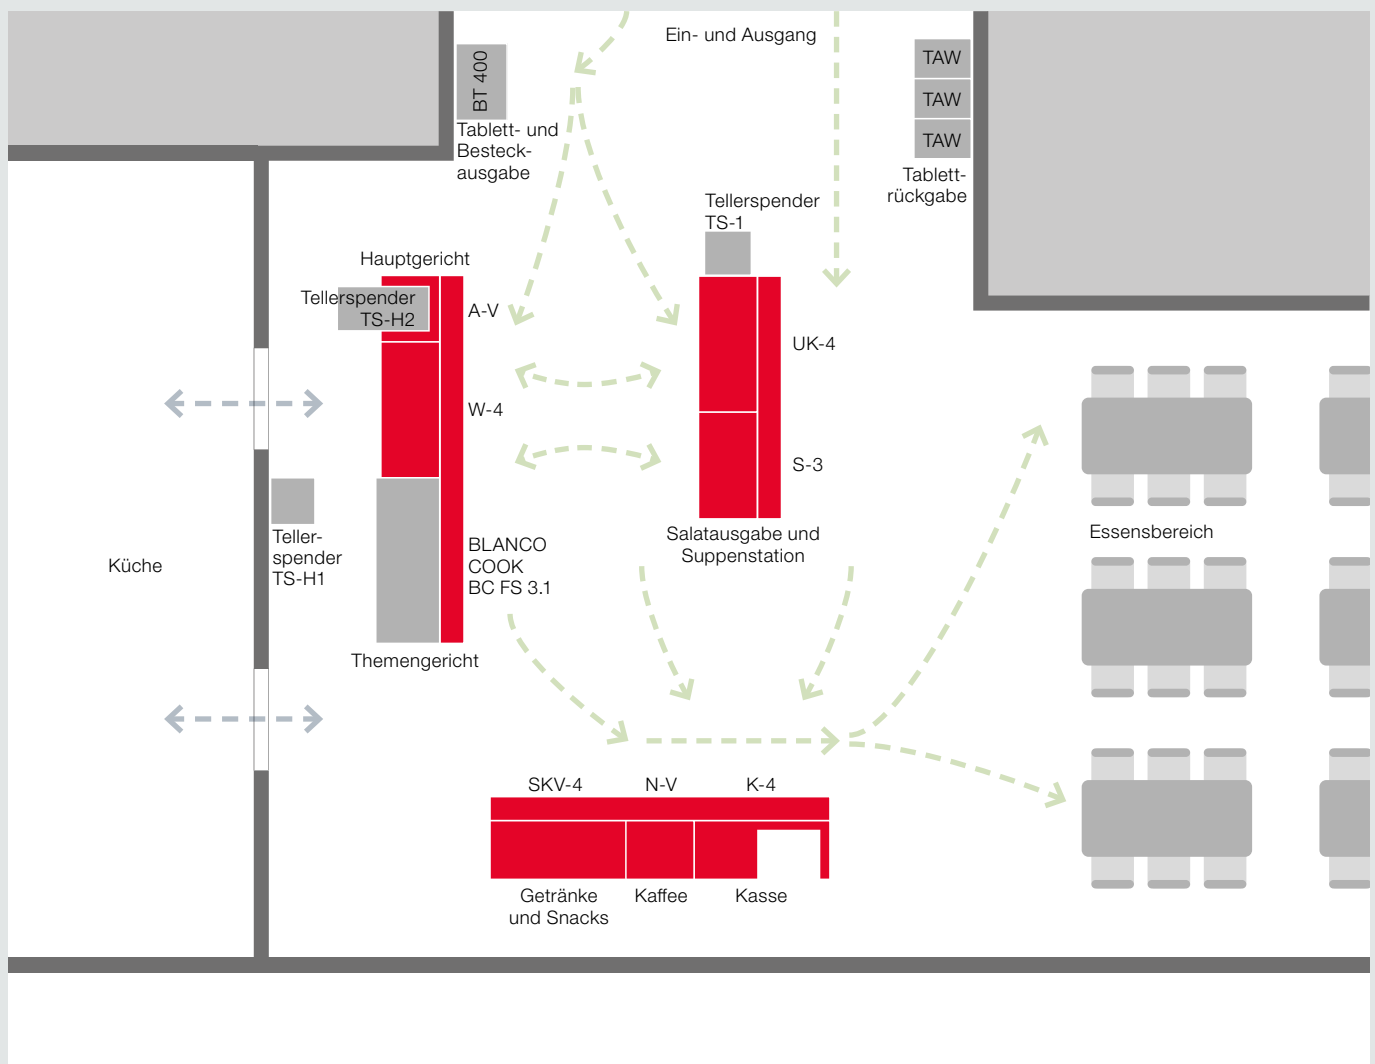 Ein- und Ausgang
BT 400
Tablett- und
Besteck-
ausgabe
TAW
TAW
TAW
Tablett-
rückgabe
Tellerspender
TS-1
Hauptgericht
Tellerspender
TS-H2
A-V
W-4
UK-4
S-3
Salatausgabe und
Suppenstation
Teller-
spender
TS-H1
Küche
BLANCO
COOK
BC FS 3.1
Themengericht
Essensbereich
SKV-4
N-V
K-4
Getränke
und Snacks
Kaffee
Kasse